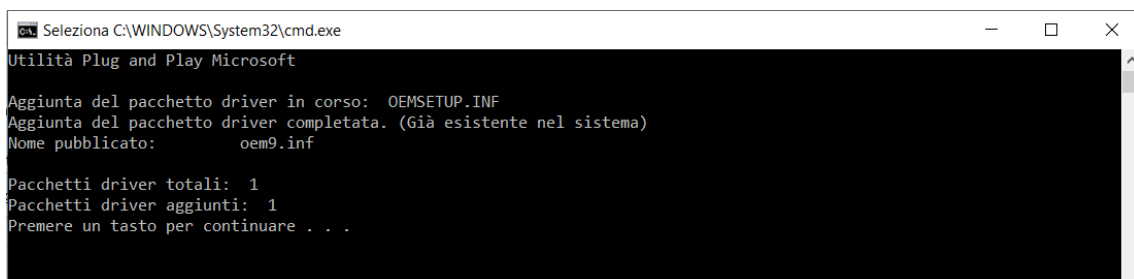 Seleziona C:\WINDOWS\System32\cmd.exe
Utilità Plug and Play Microsoft
Aggiunta del pacchetto driver in corso:  OEMSETUP.INF
Aggiunta del pacchetto driver completata. (Già esistente nel sistema)
Nome pubblicato:         oem9.inf
Pacchetti driver totali:  1
Pacchetti driver aggiunti:  1
Premere un tasto per continuare . . .